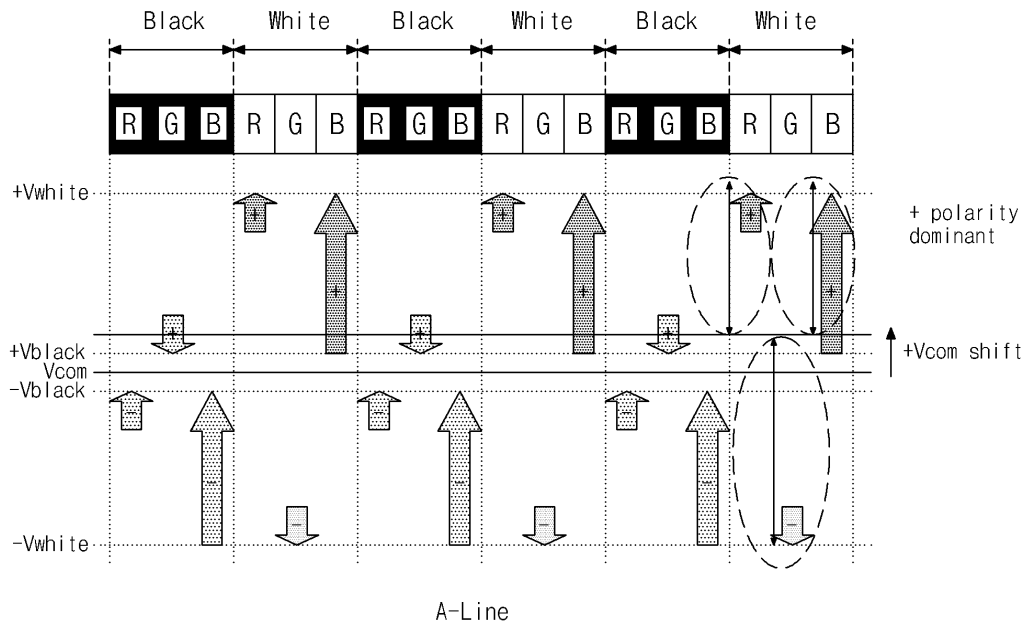 Black White Black White Black White
R G B R G B R G B R G B R G B R G B
+Vwhite
+ + +
+ polarity
dominant
+ + +
+ + +
+Vblack
+Vcom shift
Vcom
-Vblack
- - -
- - -
- - -
-Vwhite
A-Line